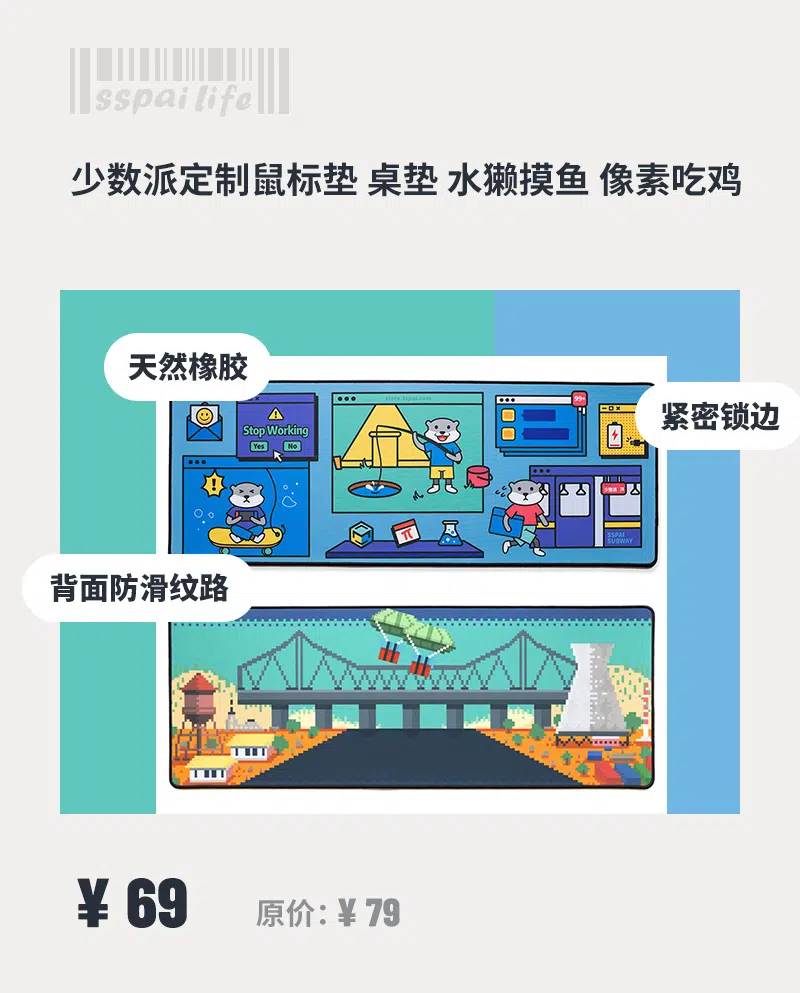 sspai life
少数派定制鼠标垫 桌垫 水獭摸鱼 像素吃鸡
天然橡胶
紧密锁边
Stop Working
Yes No
99+
SSPAI
SUBWAY
背面防滑纹路
¥ 69
原价：¥ 79